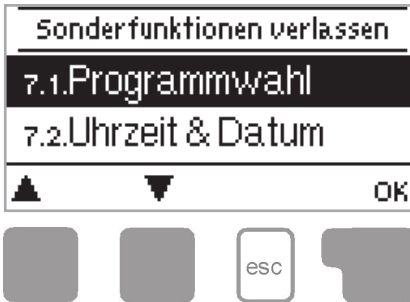 Sonderfunktionen verlassen
7.1.Programmwahl
7.2.Uhrzeit & Datum
▲ ▼ OK
esc